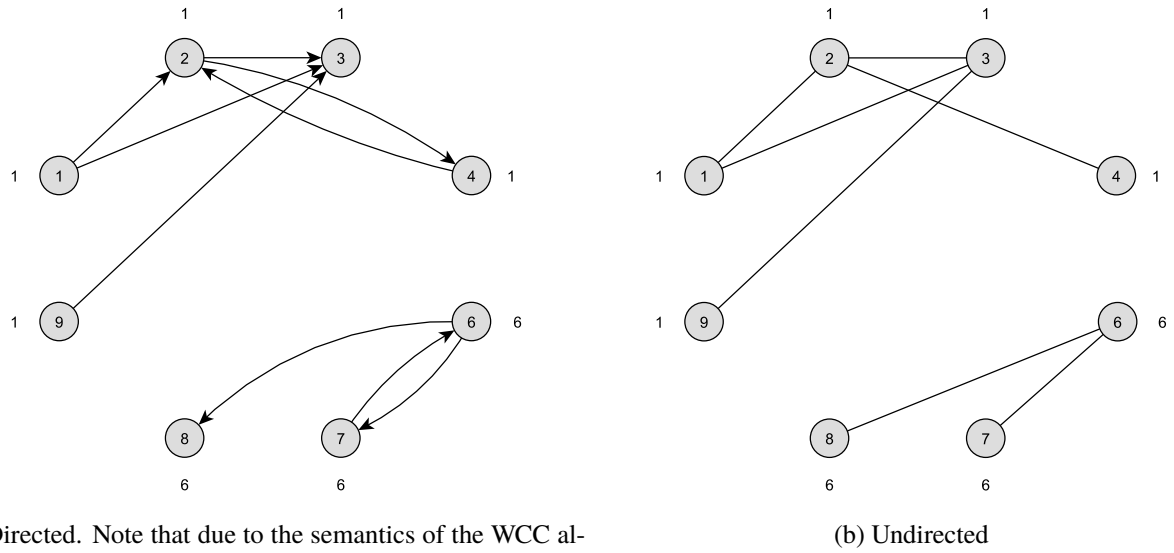 1 1 1 1
2 3 2 3
1 1 4 1 1 1 4 1
1 9 6 6 1 9 6 6
8 7 8 7
6 6 6 6
Directed. Note that due to the semantics of the WCC al-
(b) Undirected